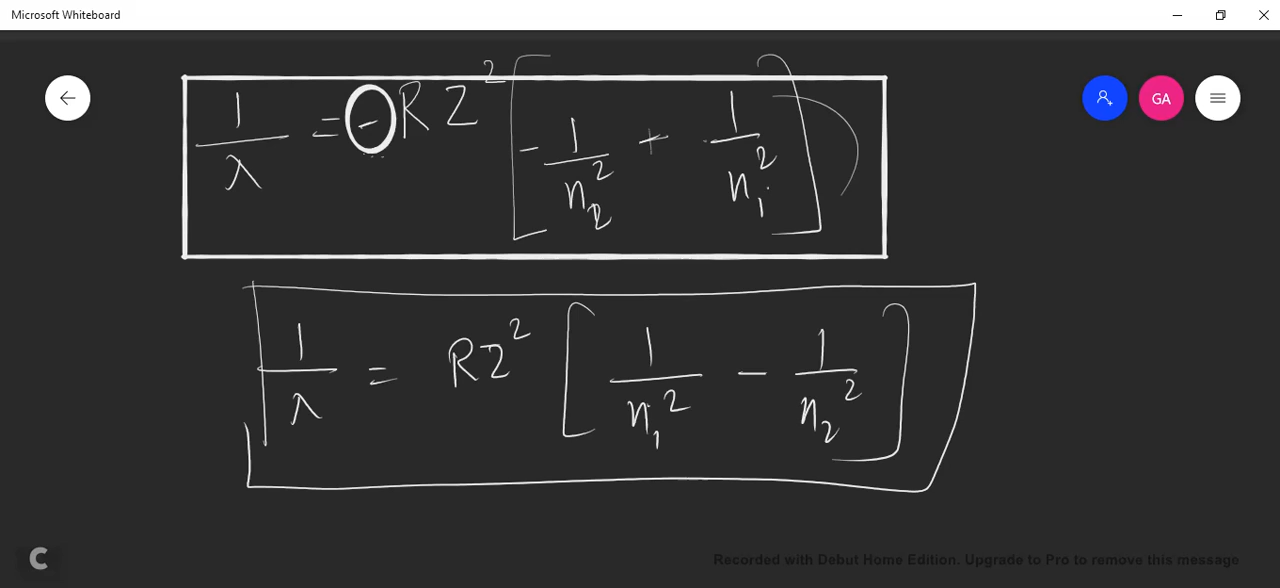 Microsoft Whiteboard
GA
1/λ = -RZ² [-1/n₂² + 1/n₁²]
1/λ = RZ² [1/n₁² - 1/n₂²]
C
Recorded with Debut Home Edition. Upgrade to Pro to remove this message